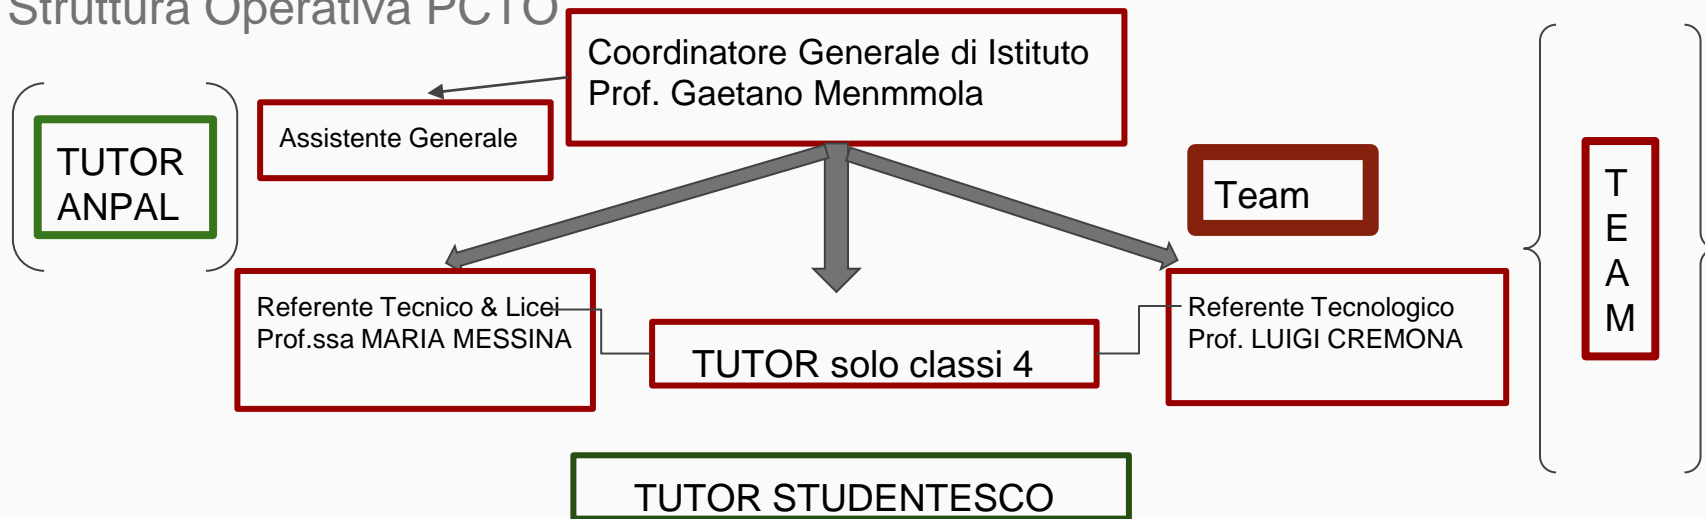 Struttura Operativa PCTO
Coordinatore Generale di Istituto
Prof. Gaetano Menmmola
Assistente Generale
TUTOR
ANPAL
Team
T
E
A
M
Referente Tecnico & Licei
Prof.ssa MARIA MESSINA
TUTOR solo classi 4
Referente Tecnologico
Prof. LUIGI CREMONA
TUTOR STUDENTESCO